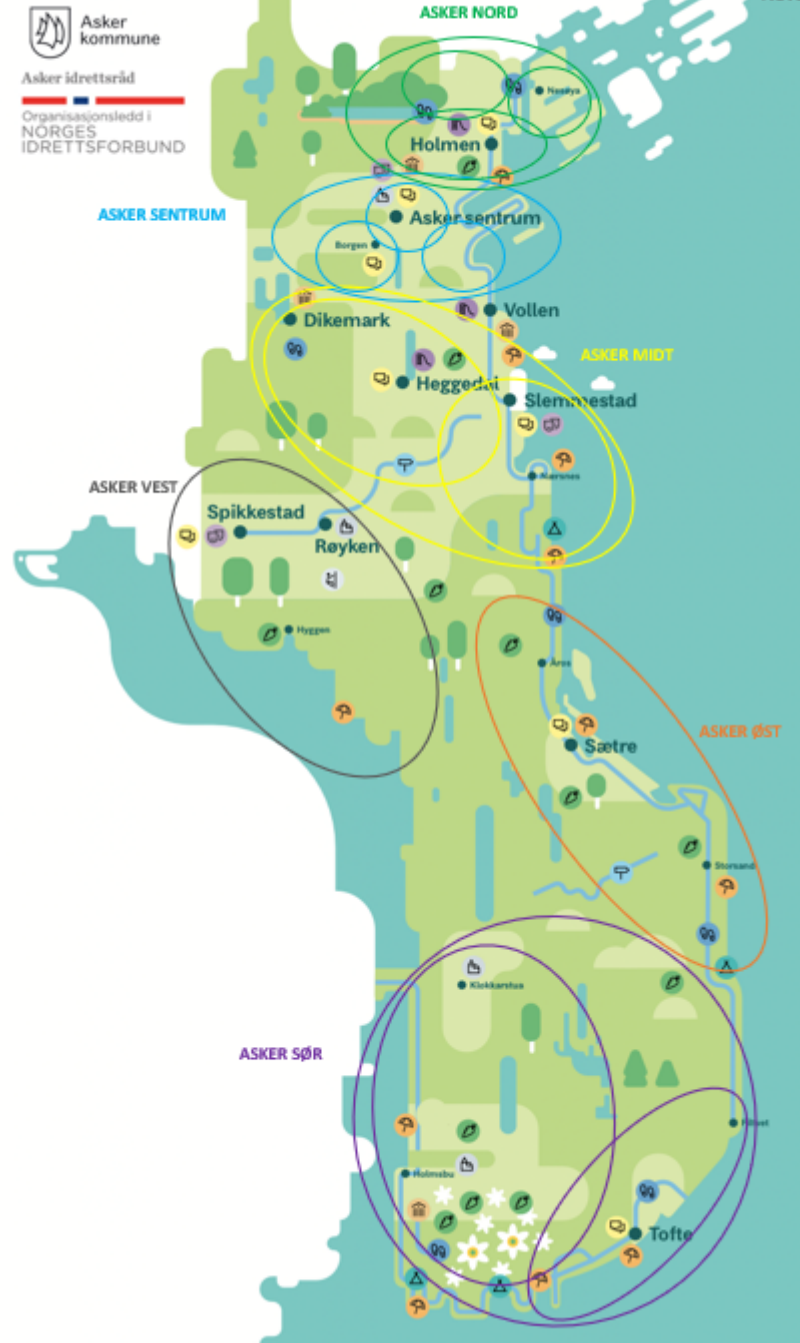 ASKER NORD
Asker
kommune
Asker idrettsråd
Organisasjonsledd i
NORGES
IDRETTSFORBUND
Nesøya
Holmen
ASKER SENTRUM
Asker sentrum
Borgen
Vollen
Dikemark
ASKER MIDT
Heggedal
Slemmestad
Nærsnes
ASKER VEST
Spikkestad
Røyken
Hyggen
Åros
ASKER ØST
Sætre
Storsand
Klokkarstua
ASKER SØR
Filtvet
Holmsbu
Tofte